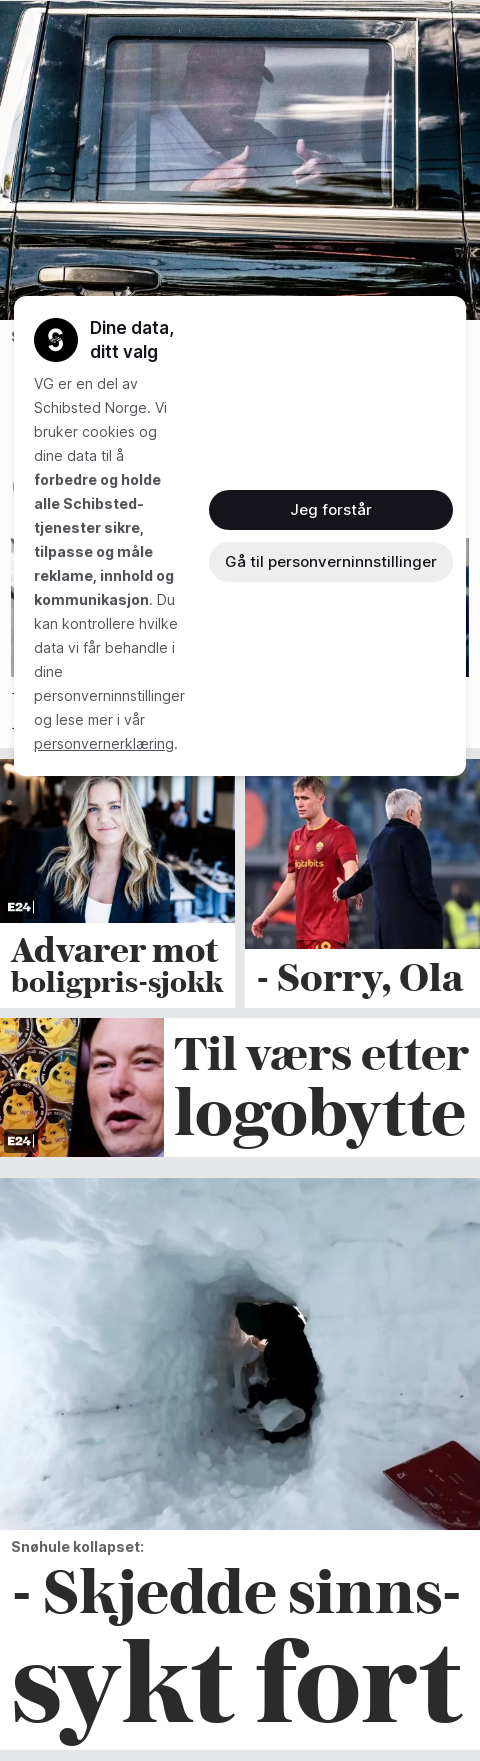 Dine data,
ditt valg
VG er en del av
Schibsted Norge. Vi
bruker cookies og
dine data til å
forbedre og holde
alle Schibsted-
tjenester sikre,
tilpasse og måle
reklame, innhold og
kommunikasjon. Du
kan kontrollere hvilke
data vi får behandle i
dine
personverninnstillinger
og lese mer i vår
personvernerklæring.
Jeg forstår
Gå til personverninnstillinger
E24
Advarer mot
boligpris-sjokk
digitalbits
- Sorry, Ola
E24
Til værs etter
logobytte
Snøhule kollapset:
- Skjedde sinns-
sykt fort